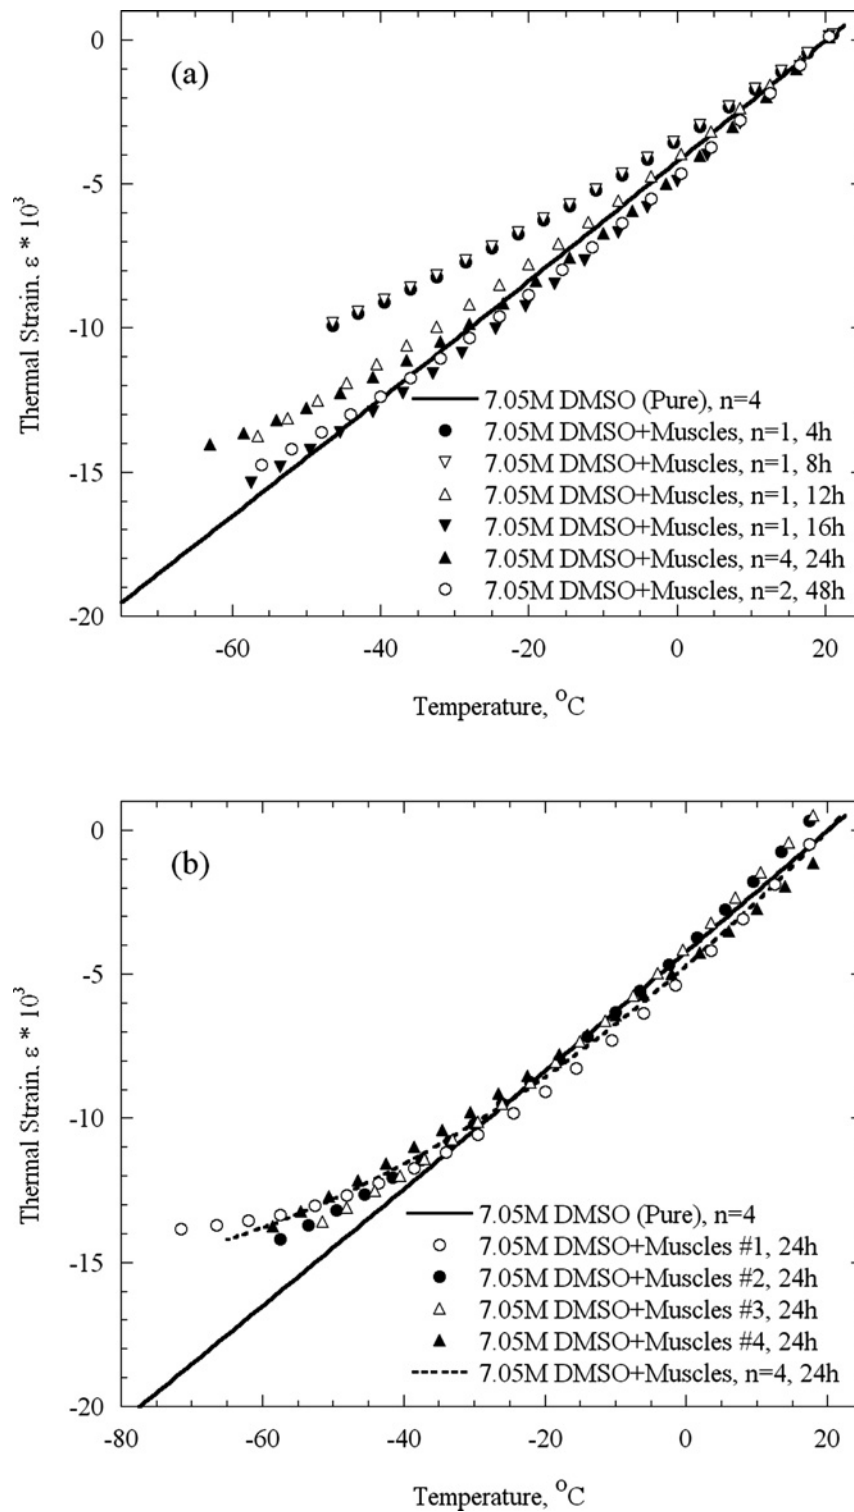 (a)
0
-5
-10
-15
-20
Thermal Strain, ε * 10³
7.05M DMSO (Pure), n=4
7.05M DMSO+Muscles, n=1, 4h
7.05M DMSO+Muscles, n=1, 8h
7.05M DMSO+Muscles, n=1, 12h
7.05M DMSO+Muscles, n=1, 16h
7.05M DMSO+Muscles, n=4, 24h
7.05M DMSO+Muscles, n=2, 48h
-60 -40 -20 0 20
Temperature, °C
(b)
0
-5
-10
-15
-20
Thermal Strain, ε * 10³
7.05M DMSO (Pure), n=4
7.05M DMSO+Muscles #1, 24h
7.05M DMSO+Muscles #2, 24h
7.05M DMSO+Muscles #3, 24h
7.05M DMSO+Muscles #4, 24h
7.05M DMSO+Muscles, n=4, 24h
-80 -60 -40 -20 0 20
Temperature, °C